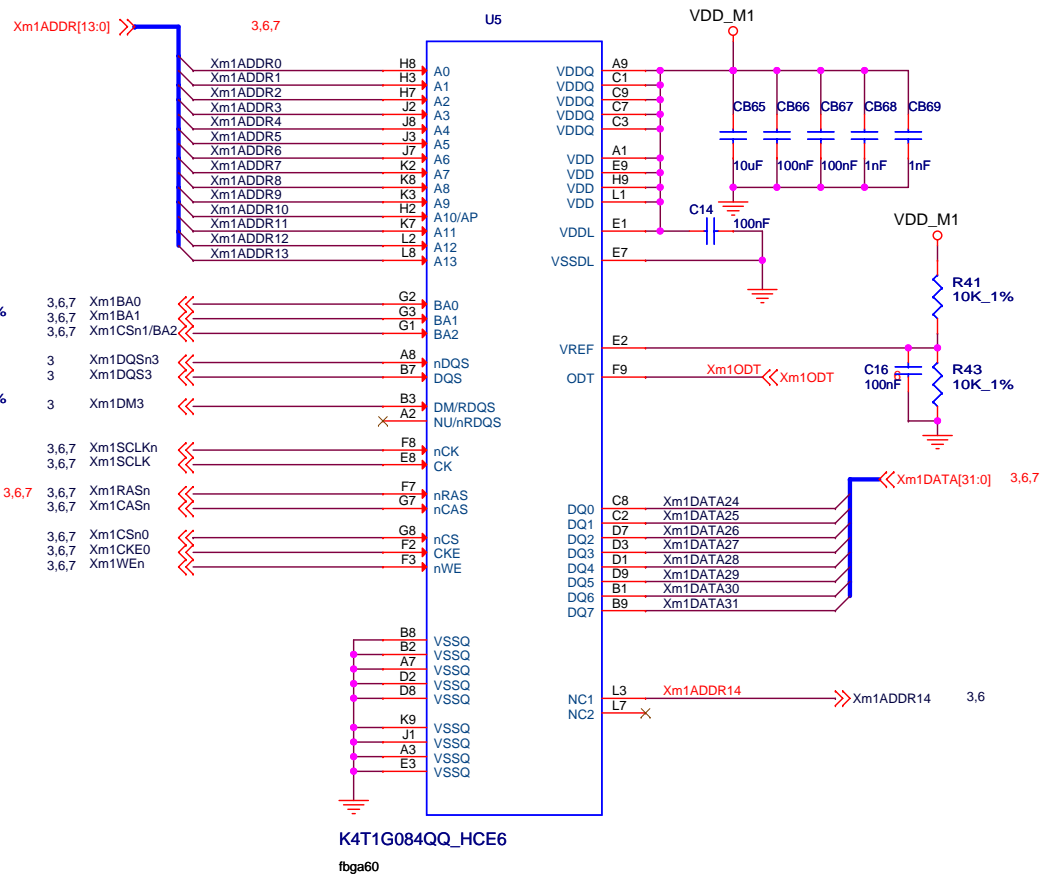 U5
VDD_M1
Xm1ADDR[13:0] 3,6,7
Xm1ADDR0 H8 A0
Xm1ADDR1 H3 A1
Xm1ADDR2 H7 A2
Xm1ADDR3 J2 A3
Xm1ADDR4 J8 A4
Xm1ADDR5 J3 A5
Xm1ADDR6 J7 A6
Xm1ADDR7 K2 A7
Xm1ADDR8 K8 A8
Xm1ADDR9 K3 A9
Xm1ADDR10 H2 A10/AP
Xm1ADDR11 K7 A11
Xm1ADDR12 L2 A12
Xm1ADDR13 L8 A13
VDDQ A9
VDDQ C1
VDDQ C9
VDDQ C7
VDDQ C3
VDD A1
VDD E9
VDD H9
VDD L1
VDDL E1
VSSDL E7
CB65 CB66 CB67 CB68 CB69
10uF 100nF 100nF 1nF 1nF
C14
100nF
VDD_M1
R41
10K_1%
3,6,7 Xm1BA0 G2 BA0
3,6,7 Xm1BA1 G3 BA1
3,6,7 Xm1CSn1/BA2 G1 BA2
%
3 Xm1DQSn3 A8 nDQS
3 Xm1DQS3 B7 DQS
%
3 Xm1DM3 B3 DM/RDQS
A2 NU/nRDQS
VREF E2
ODT F9 Xm1ODT Xm1ODT
C16
100nF
R43
10K_1%
3,6,7 Xm1SCLKn F8 nCK
3,6,7 Xm1SCLK E8 CK
3,6,7 3,6,7 Xm1RASn F7 nRAS
3,6,7 Xm1CASn G7 nCAS
3,6,7 Xm1CSn0 G8 nCS
3,6,7 Xm1CKE0 F2 CKE
3,6,7 Xm1WEn F3 nWE
Xm1DATA[31:0] 3,6,7
DQ0 C8 Xm1DATA24
DQ1 C2 Xm1DATA25
DQ2 D7 Xm1DATA26
DQ3 D3 Xm1DATA27
DQ4 D1 Xm1DATA28
DQ5 D9 Xm1DATA29
DQ6 B1 Xm1DATA30
DQ7 B9 Xm1DATA31
B8 VSSQ
B2 VSSQ
A7 VSSQ
D2 VSSQ
D8 VSSQ
K9 VSSQ
J1 VSSQ
A3 VSSQ
E3 VSSQ
NC1 L3 Xm1ADDR14 Xm1ADDR14 3,6
NC2 L7
K4T1G084QQ_HCE6
fbga60